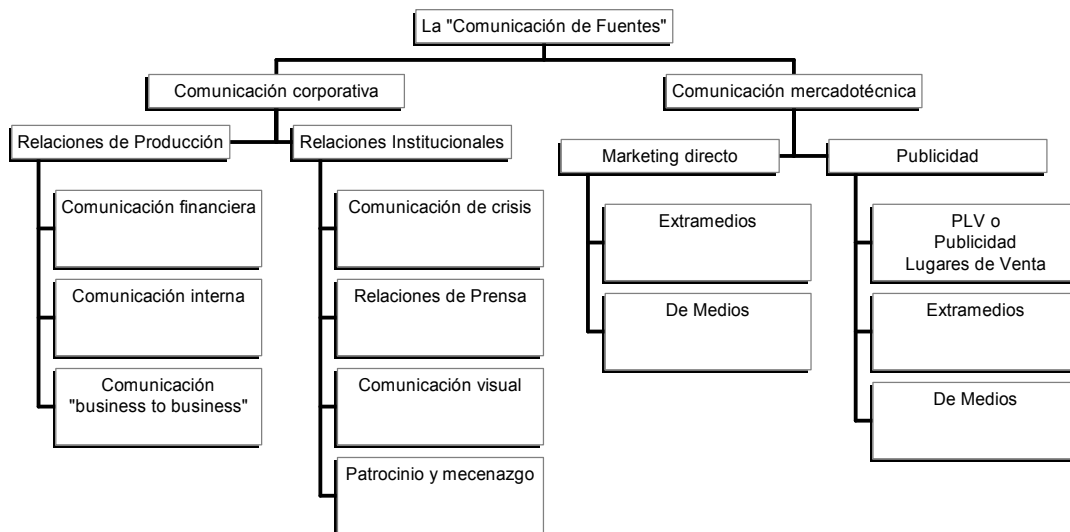 La "Comunicación de Fuentes"
Comunicación corporativa
Comunicación mercadotécnica
Relaciones de Producción
Relaciones Institucionales
Marketing directo
Publicidad
Comunicación financiera
Comunicación interna
Comunicación
"business to business"
Comunicación de crisis
Relaciones de Prensa
Comunicación visual
Patrocinio y mecenazgo
Extramedios
De Medios
PLV o
Publicidad
Lugares de Venta
Extramedios
De Medios